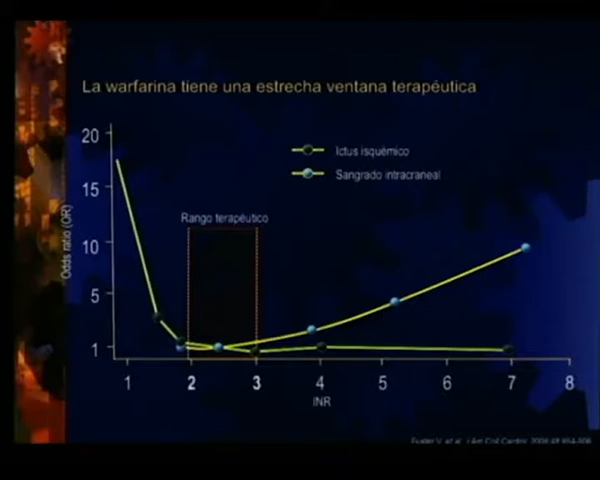 La warfarina tiene una estrecha ventana terapéutica
20
15
10
5
1
Odds ratio (OR)
Ictus isquémico
Sangrado intracraneal
Rango terapéutico
1 2 3 4 5 6 7 8
INR